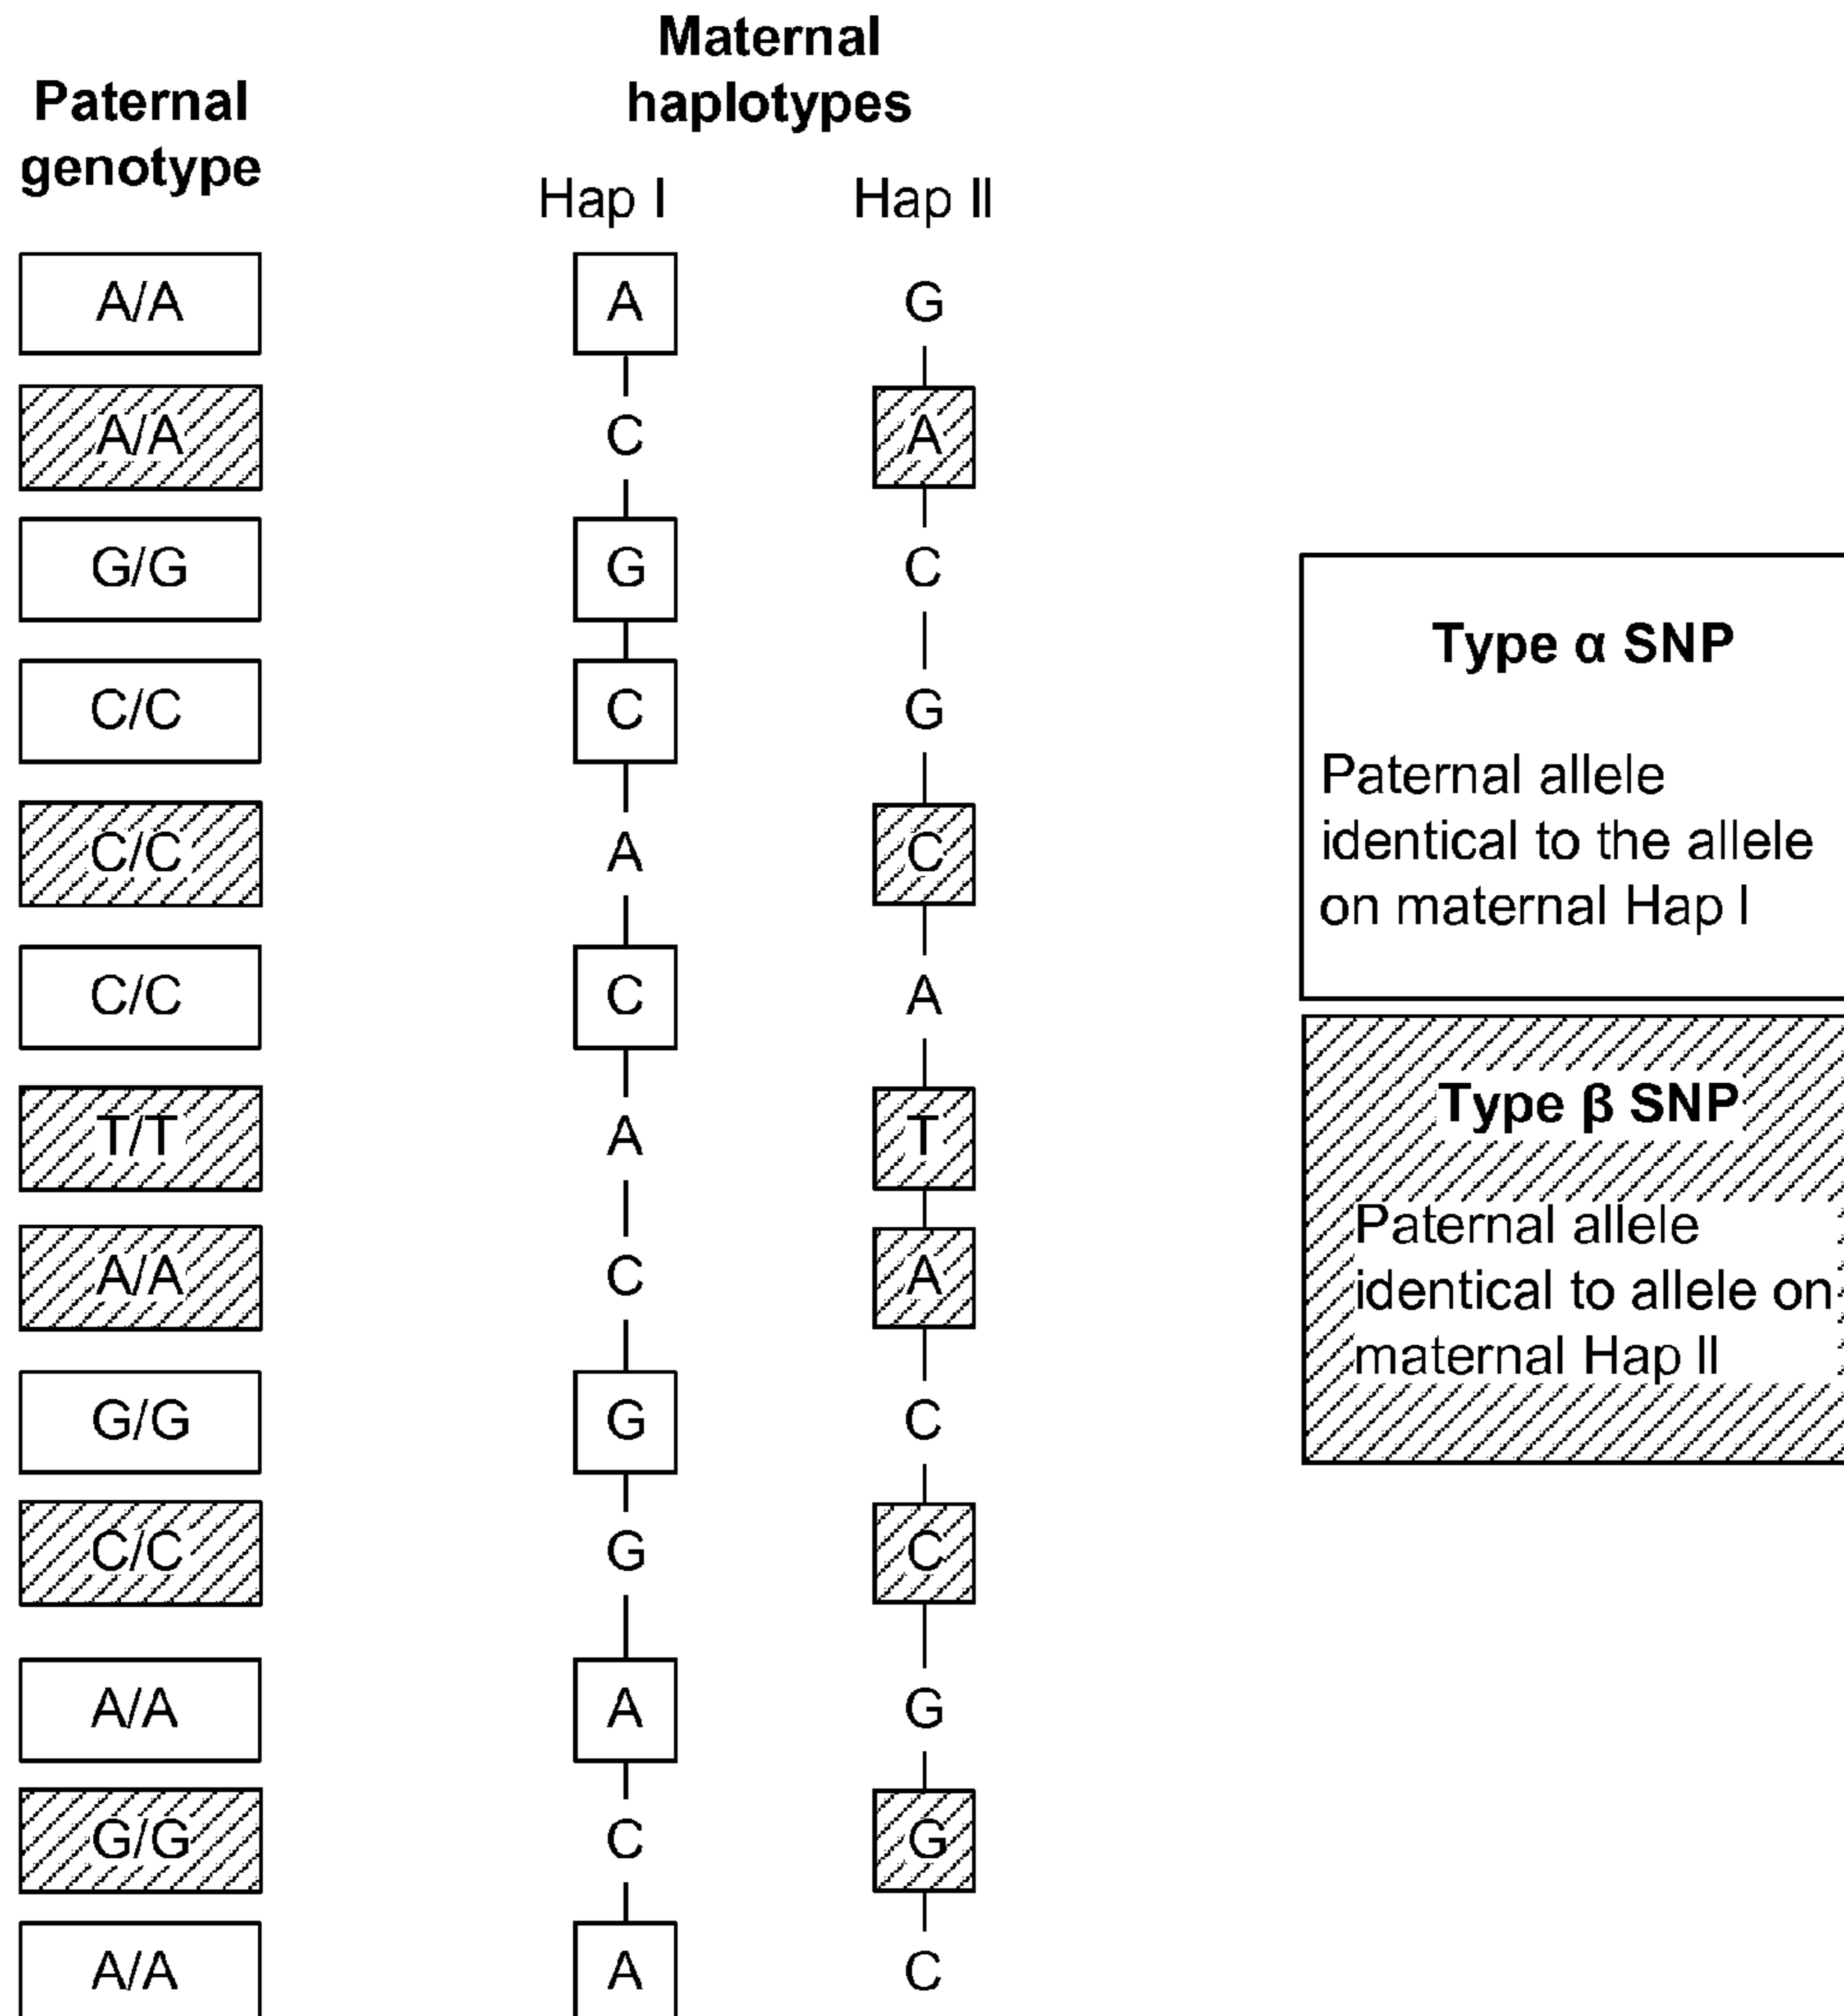 Paternal
genotype
Maternal
haplotypes
Hap I Hap II
A/A A G
A/A C A
G/G G C
C/C C G
C/C A C
C/C C A
T/T A T
A/A C A
G/G G C
C/C G C
A/A A G
G/G C G
A/A A C
Type α SNP
Paternal allele
identical to the allele
on maternal Hap I
Type β SNP
Paternal allele
identical to allele on
maternal Hap II